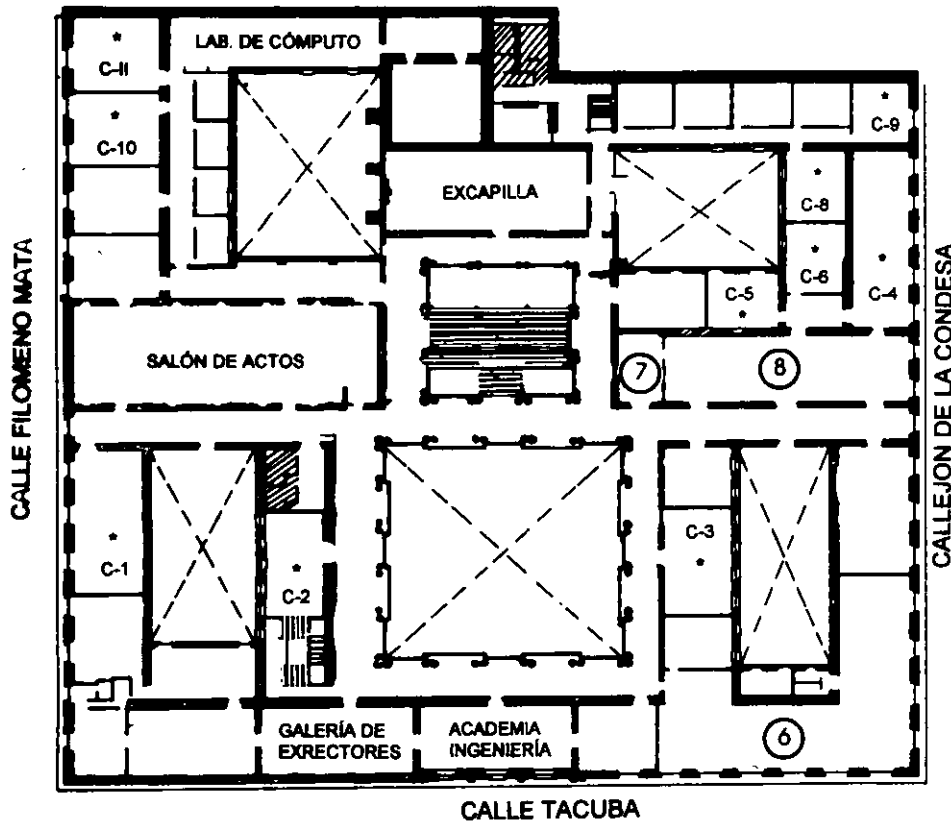 LAB. DE CÓMPUTO
*
C-11
*
C-10
*
C-9
EXCAPILLA
*
C-8
*
C-6
*
C-4
C-5
*
SALÓN DE ACTOS
7
8
CALLE FILOMENO MATA
CALLEJON DE LA CONDESA
*
C-1
*
C-2
C-3
*
GALERÍA DE
EXRECTORES
ACADEMIA
INGENIERÍA
6
CALLE TACUBA